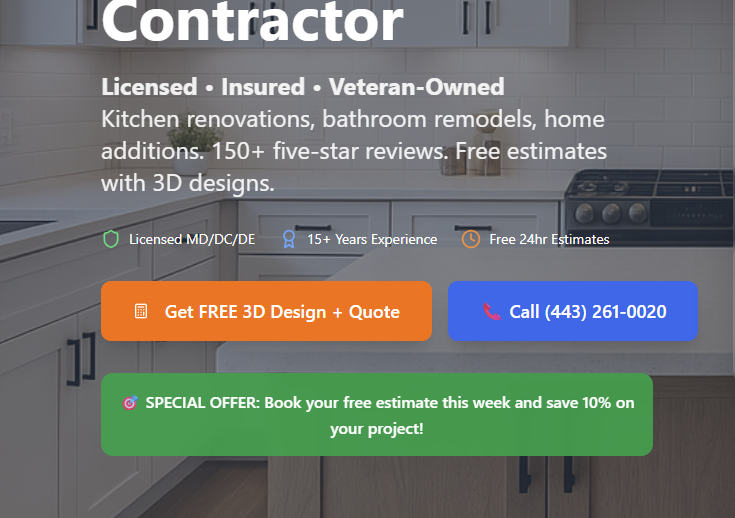 Contractor
Licensed • Insured • Veteran-Owned
Kitchen renovations, bathroom remodels, home
additions. 150+ five-star reviews. Free estimates
with 3D designs.
Licensed MD/DC/DE
15+ Years Experience
Free 24hr Estimates
Get FREE 3D Design + Quote
Call (443) 261-0020
SPECIAL OFFER: Book your free estimate this week and save 10% on
your project!